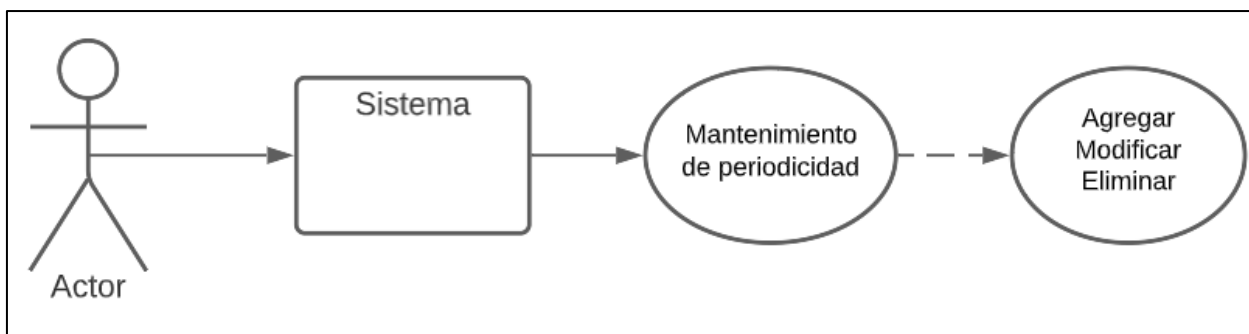 Sistema
Mantenimiento
de periodicidad
Agregar
Modificar
Eliminar
Actor